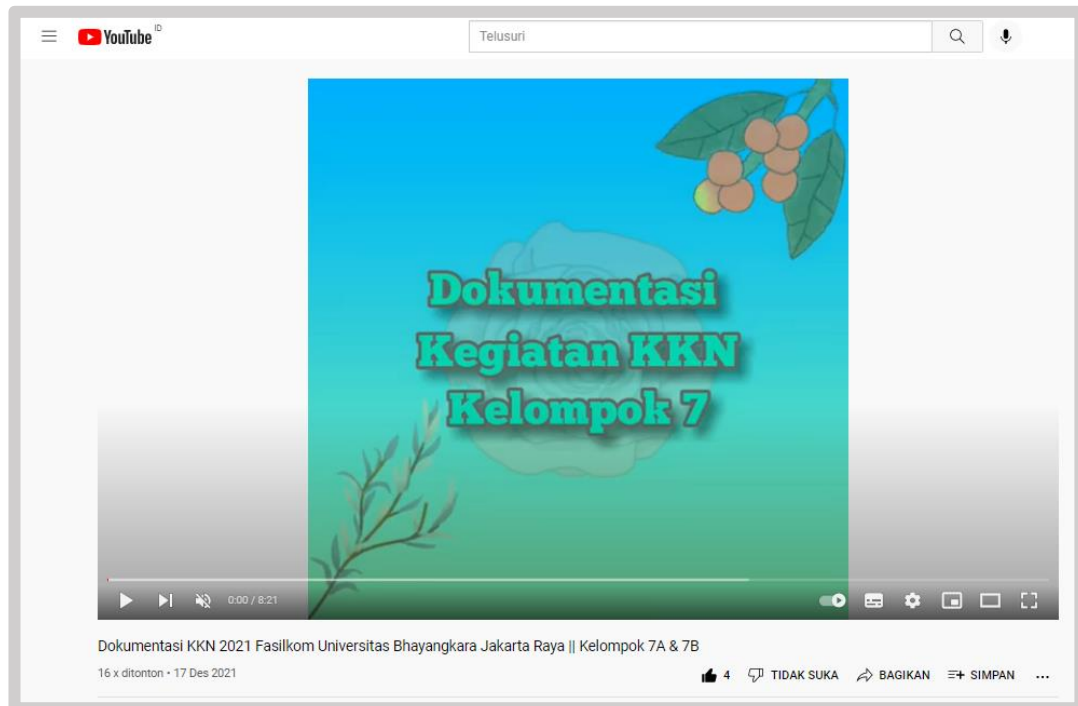 YouTube ID
Telusuri
Dokumentasi
Kegiatan KKN
Kelompok 7
0:00 / 8:21
Dokumentasi KKN 2021 Fasilkom Universitas Bhayangkara Jakarta Raya || Kelompok 7A & 7B
16 x ditonton • 17 Des 2021
4 TIDAK SUKA BAGIKAN SIMPAN ...